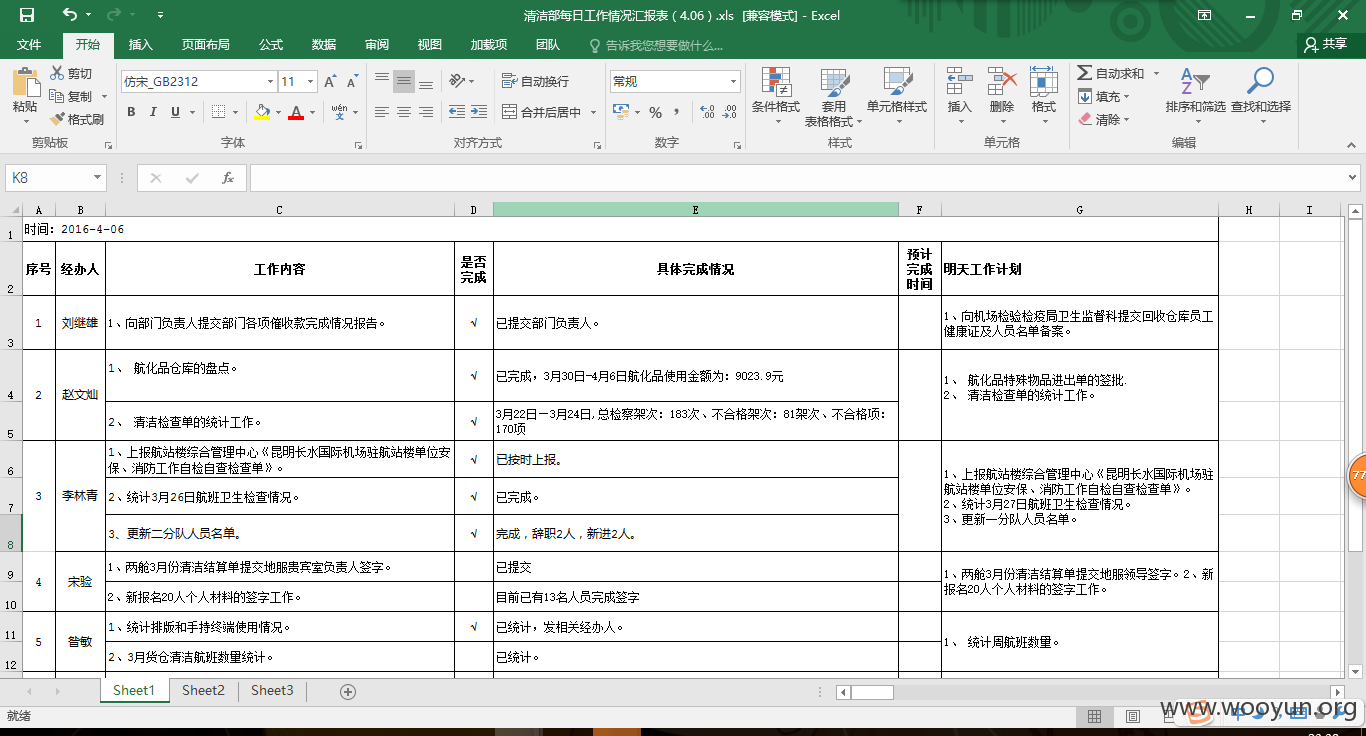 清洁部每日工作情况汇报表（4.06）.xls [兼容模式] - Excel
文件 开始 插入 页面布局 公式 数据 审阅 视图 加载项 团队 告诉我您想要做什么... 共享
粘贴 剪切 复制 格式刷 剪贴板
仿宋_GB2312 11 B I U wén A A A 字体
自动换行 合并后居中 对齐方式
常规 % , 数字
条件格式 套用表格格式 单元格样式 样式
插入 删除 格式 单元格
自动求和 填充 清除 排序和筛选 查找和选择 编辑
K8 fx
A B C D E F G H I
1 时间：2016-4-06
2 序号 经办人 工作内容 是否完成 具体完成情况 预计完成时间 明天工作计划
3 1 刘继雄 1、向部门负责人提交部门各项催收款完成情况报告。 √ 已提交部门负责人。 1、向机场检验检疫局卫生监督科提交回收仓库员工健康证及人员名单备案。
4 2 赵文灿 1、 航化品仓库的盘点。 √ 已完成，3月30日-4月6日航化品使用金额为：9023.9元 1、 航化品特殊物品进出单的签批.
2、 清洁检查单的统计工作。
5 2、 清洁检查单的统计工作。 √ 3月22日－3月24日,总检察架次：183次、不合格架次：81架次、不合格项：170项
6 3 李林青 1、上报航站楼综合管理中心《昆明长水国际机场驻航站楼单位安保、消防工作自检自查检查单》。 √ 已按时上报。 1、上报航站楼综合管理中心《昆明长水国际机场驻航站楼单位安保、消防工作自检自查检查单》。
2、统计3月27日航班卫生检查情况。
3、更新一分队人员名单。
7 2、统计3月26日航班卫生检查情况。 √ 已完成。
8 3、更新二分队人员名单。 √ 完成，辞职2人，新进2人。
9 4 宋验 1、两舱3月份清洁结算单提交地服贵宾室负责人签字。 已提交 1、两舱3月份清洁结算单提交地服领导签字。2、新报名20人个人材料的签字工作。
10 2、新报名20人个人材料的签字工作。 目前已有13名人员完成签字
11 5 昝敏 1、统计排版和手持终端使用情况。 √ 已统计，发相关经办人。 1、 统计周航班数量。
12 2、3月货仓清洁航班数量统计。 已统计。
77
Sheet1 Sheet2 Sheet3
就绪
www.wooyun.org